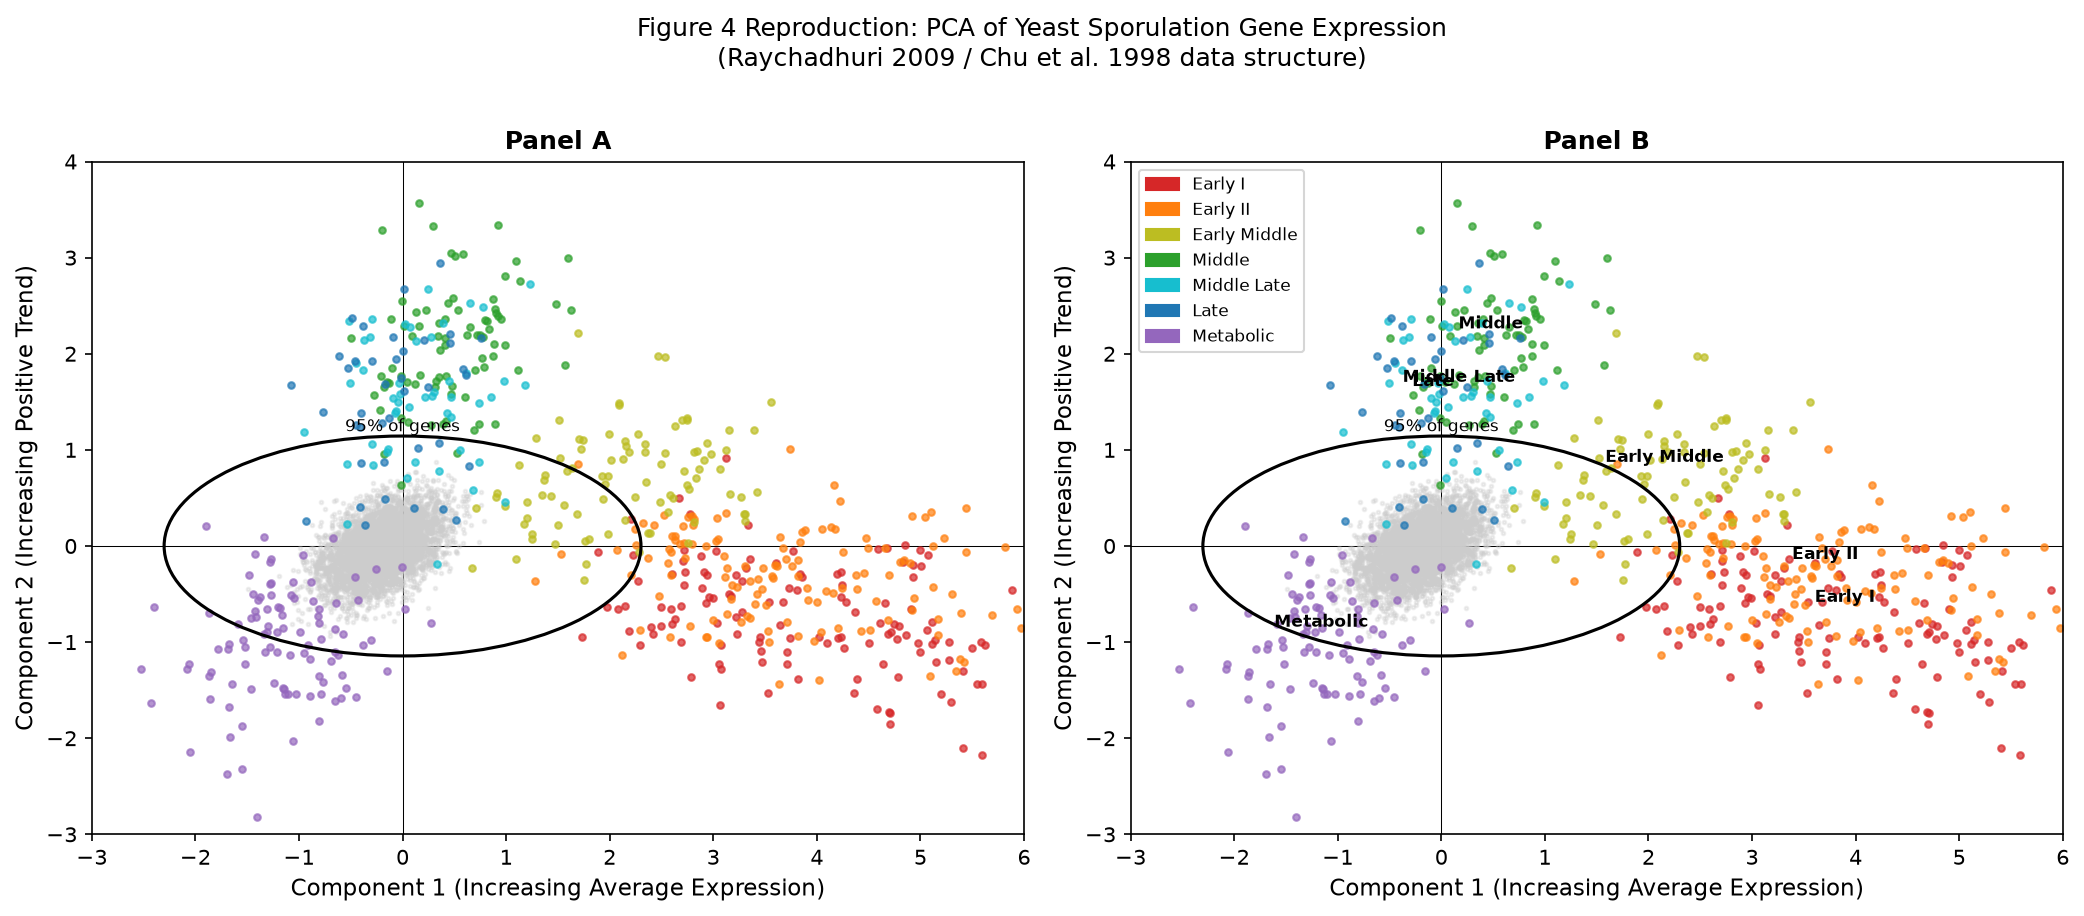 Figure 4 Reproduction: PCA of Yeast Sporulation Gene Expression
(Raychadhuri 2009 / Chu et al. 1998 data structure)
Panel A
4
3
2
1
0
−1
−2
−3
−3 −2 −1 0 1 2 3 4 5 6
Component 2 (Increasing Positive Trend)
Component 1 (Increasing Average Expression)
95% of genes
Panel B
4
3
2
1
0
−1
−2
−3
−3 −2 −1 0 1 2 3 4 5 6
Component 2 (Increasing Positive Trend)
Component 1 (Increasing Average Expression)
Early I
Early II
Early Middle
Middle
Middle Late
Late
Metabolic
Middle
Middle Late
Late
95% of genes
Early Middle
Early II
Early I
Metabolic